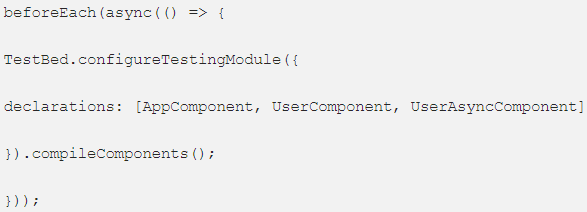 beforeEach(async(() => {
TestBed.configureTestingModule({
declarations: [AppComponent, UserComponent, UserAsyncComponent]
}).compileComponents();
}));